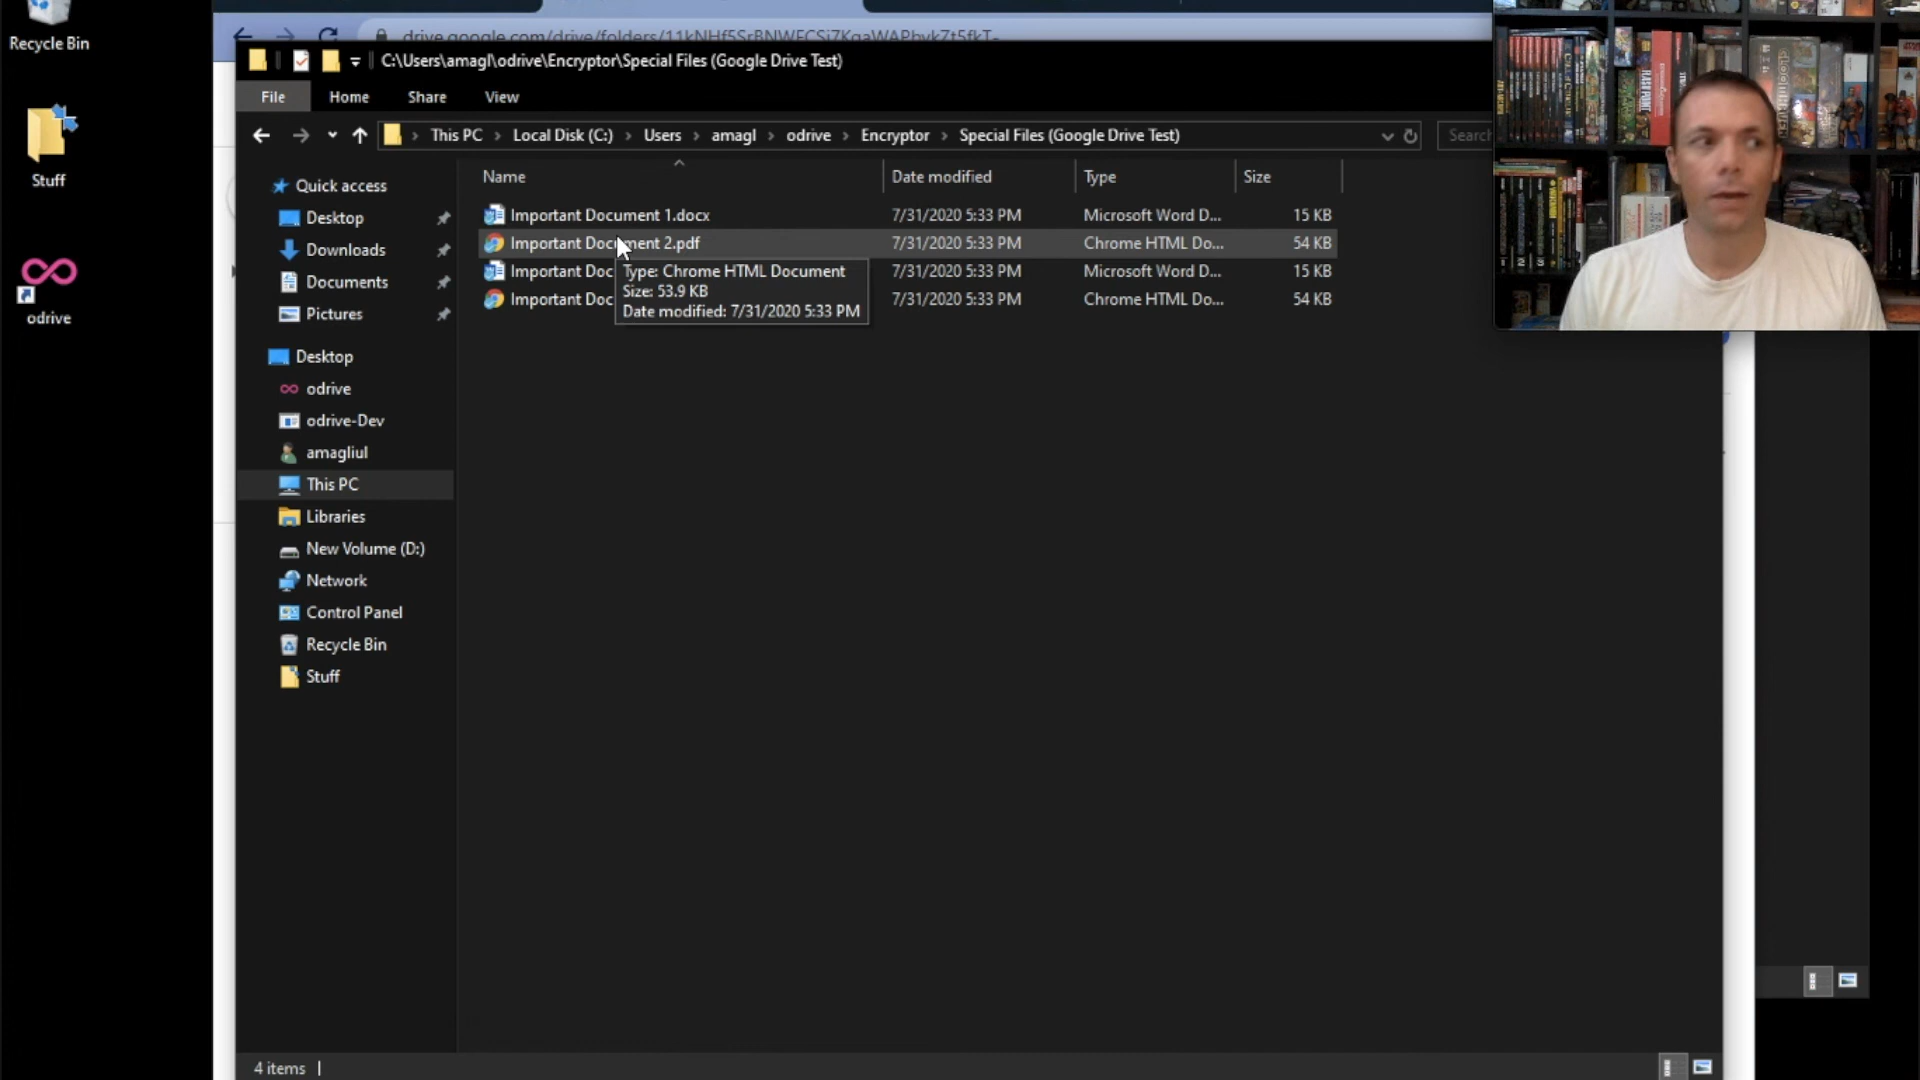 Recycle Bin
Stuff
odrive
C:\Users\amagl\odrive\Encryptor\Special Files (Google Drive Test)
File Home Share View
This PC Local Disk (C:) Users amagl odrive Encryptor Special Files (Google Drive Test) Search
Name Date modified Type Size
Important Document 1.docx 7/31/2020 5:33 PM Microsoft Word D... 15 KB
Important Document 2.pdf 7/31/2020 5:33 PM Chrome HTML Do... 54 KB
Important Doc 7/31/2020 5:33 PM Microsoft Word D... 15 KB
Important Doc 7/31/2020 5:33 PM Chrome HTML Do... 54 KB
Type: Chrome HTML Document
Size: 53.9 KB
Date modified: 7/31/2020 5:33 PM
Quick access
Desktop
Downloads
Documents
Pictures
Desktop
odrive
odrive-Dev
amagliul
This PC
Libraries
New Volume (D:)
Network
Control Panel
Recycle Bin
Stuff
4 items